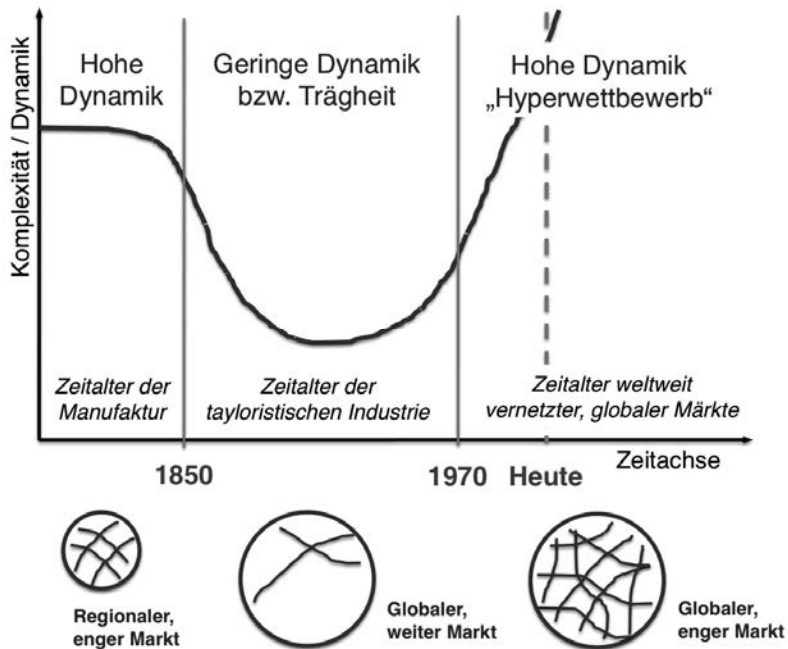 Komplexität / Dynamik
Hohe
Dynamik
Geringe Dynamik
bzw. Trägheit
Hohe Dynamik
„Hyperwettbewerb“
Zeitalter der
Manufaktur
Zeitalter der
tayloristischen Industrie
Zeitalter weltweit
vernetzter, globaler Märkte
1850
1970
Heute
Zeitachse
Regionaler,
enger Markt
Globaler,
weiter Markt
Globaler,
enger Markt